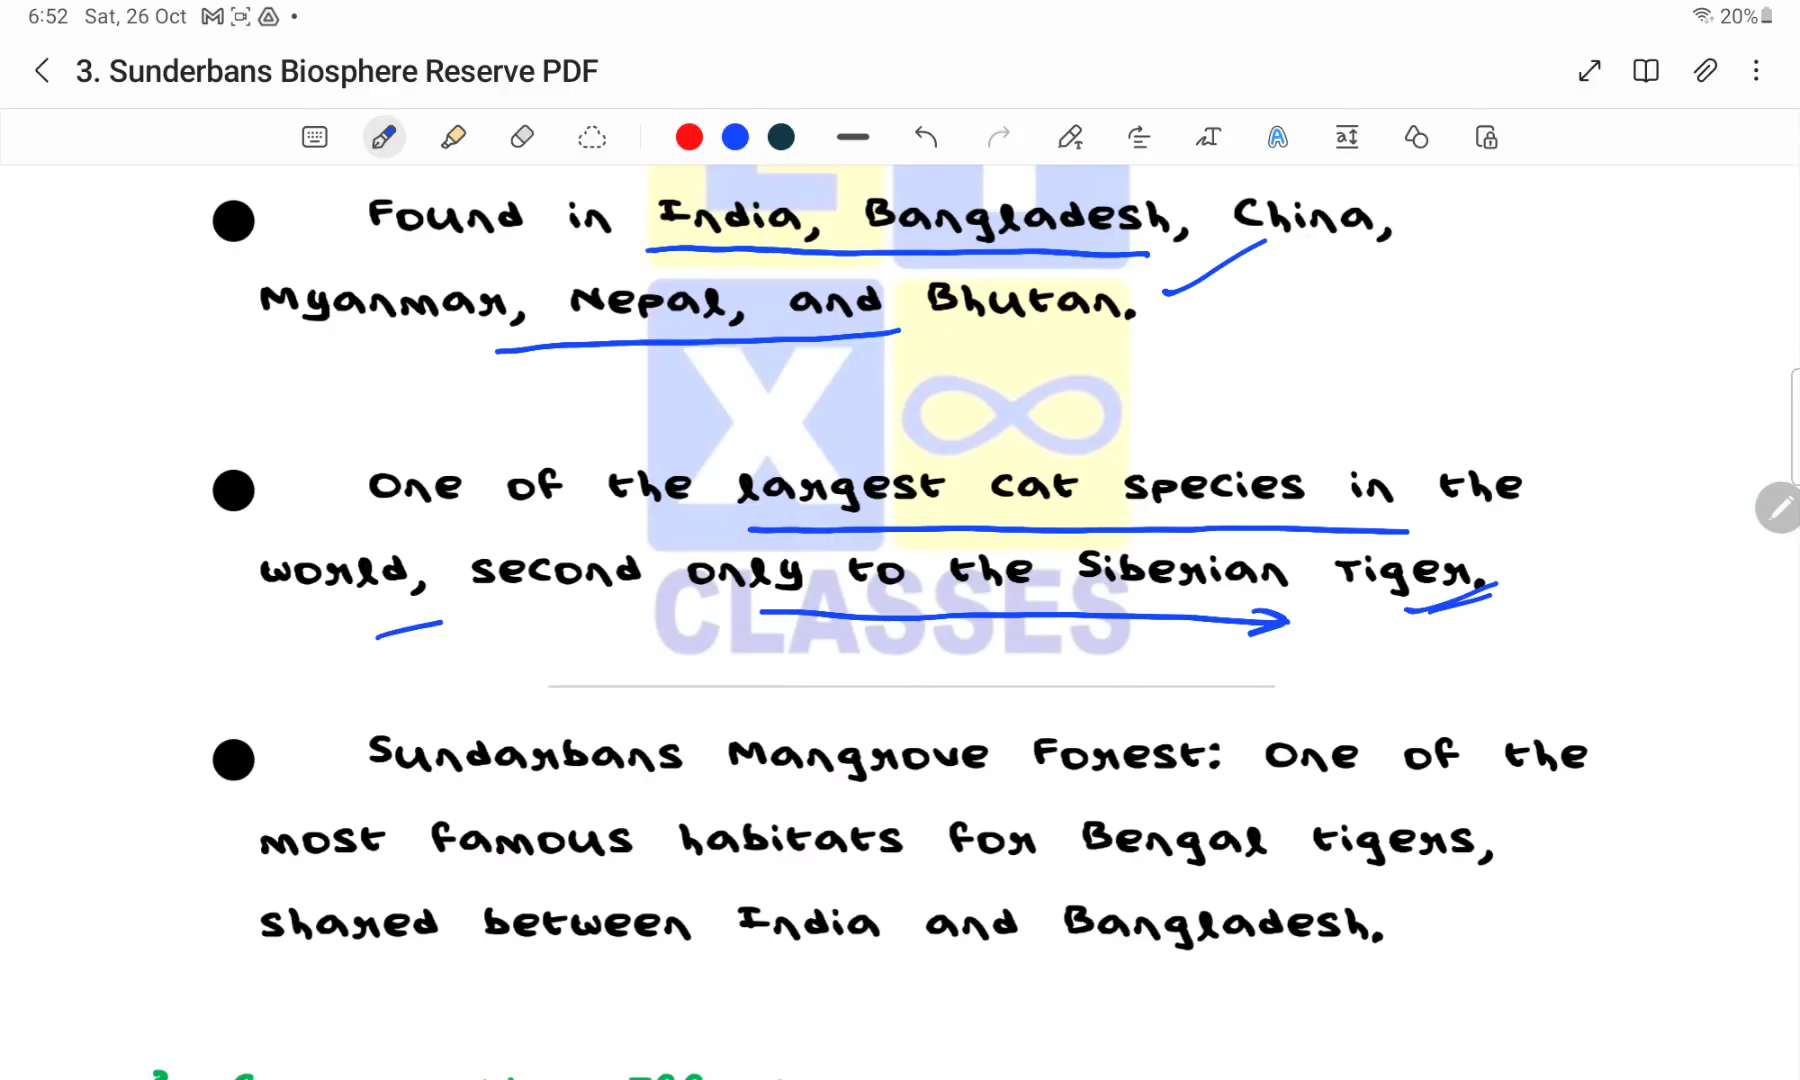 6:52 Sat, 26 Oct
20%
3. Sunderbans Biosphere Reserve PDF
Found in India, Bangladesh, China,
Myanmar, Nepal, and Bhutan.
X
One of the largest cat species in the
world, second only to the Siberian Tiger.
CLASSES
Sundarbans Mangrove Forest: One of the
most famous habitats for Bengal tigers,
shared between India and Bangladesh.